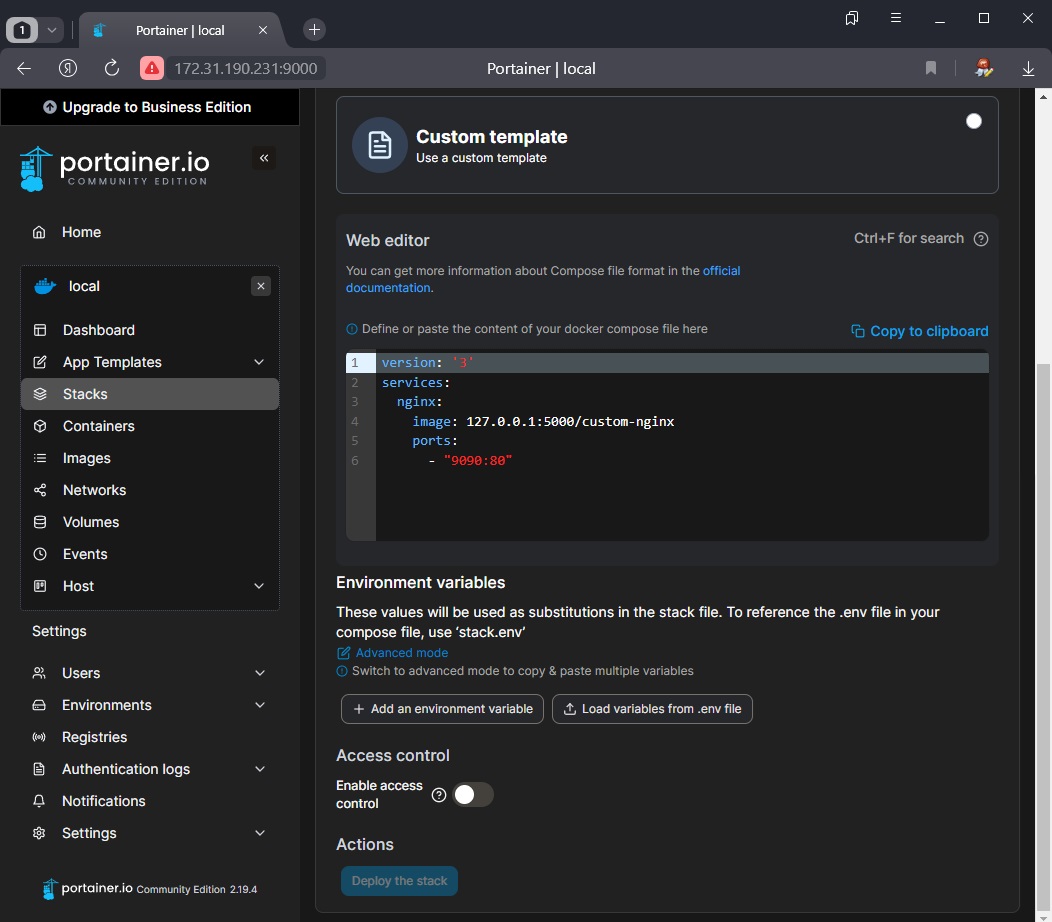 1
Portainer | local
172.31.190.231:9000
Portainer | local
Upgrade to Business Edition
portainer.io
COMMUNITY EDITION
Home
local
Dashboard
App Templates
Stacks
Containers
Images
Networks
Volumes
Events
Host
Settings
Users
Environments
Registries
Authentication logs
Notifications
Settings
portainer.io Community Edition 2.19.4
Custom template
Use a custom template
Web editor
Ctrl+F for search
You can get more information about Compose file format in the official
documentation.
Define or paste the content of your docker compose file here
Copy to clipboard
1 version: '3'
2 services:
3 nginx:
4 image: 127.0.0.1:5000/custom-nginx
5 ports:
6 - "9090:80"
Environment variables
These values will be used as substitutions in the stack file. To reference the .env file in your
compose file, use ‘stack.env’
Advanced mode
Switch to advanced mode to copy & paste multiple variables
+ Add an environment variable
Load variables from .env file
Access control
Enable access
control
Actions
Deploy the stack